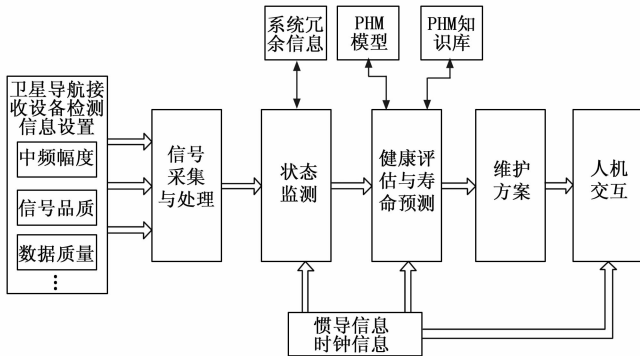 系统冗
余信息
PHM
模型
PHM知
识库
卫星导航接
收设备检测
信息设置
中频幅度
信号品质
数据质量
信号
采集
与处理
状态
监测
健康评
估与寿
命预测
维护
方案
人机
交互
惯导信息
时钟信息